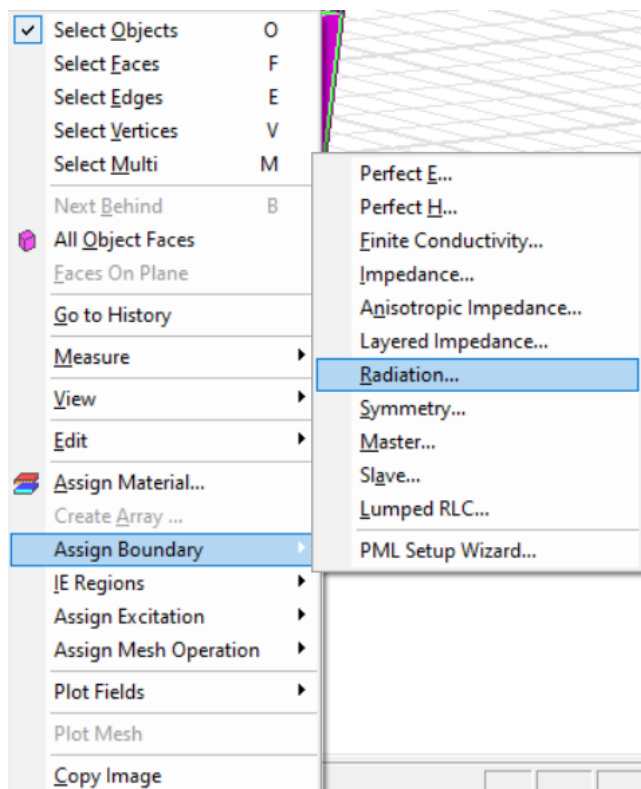 Select Objects O
Select Faces F
Select Edges E
Select Vertices V
Select Multi M
Next Behind B
All Object Faces
Faces On Plane
Go to History
Measure
View
Edit
Assign Material...
Create Array ...
Assign Boundary
IE Regions
Assign Excitation
Assign Mesh Operation
Plot Fields
Plot Mesh
Copy Image
Perfect E...
Perfect H...
Finite Conductivity...
Impedance...
Anisotropic Impedance...
Layered Impedance...
Radiation...
Symmetry...
Master...
Slave...
Lumped RLC...
PML Setup Wizard...